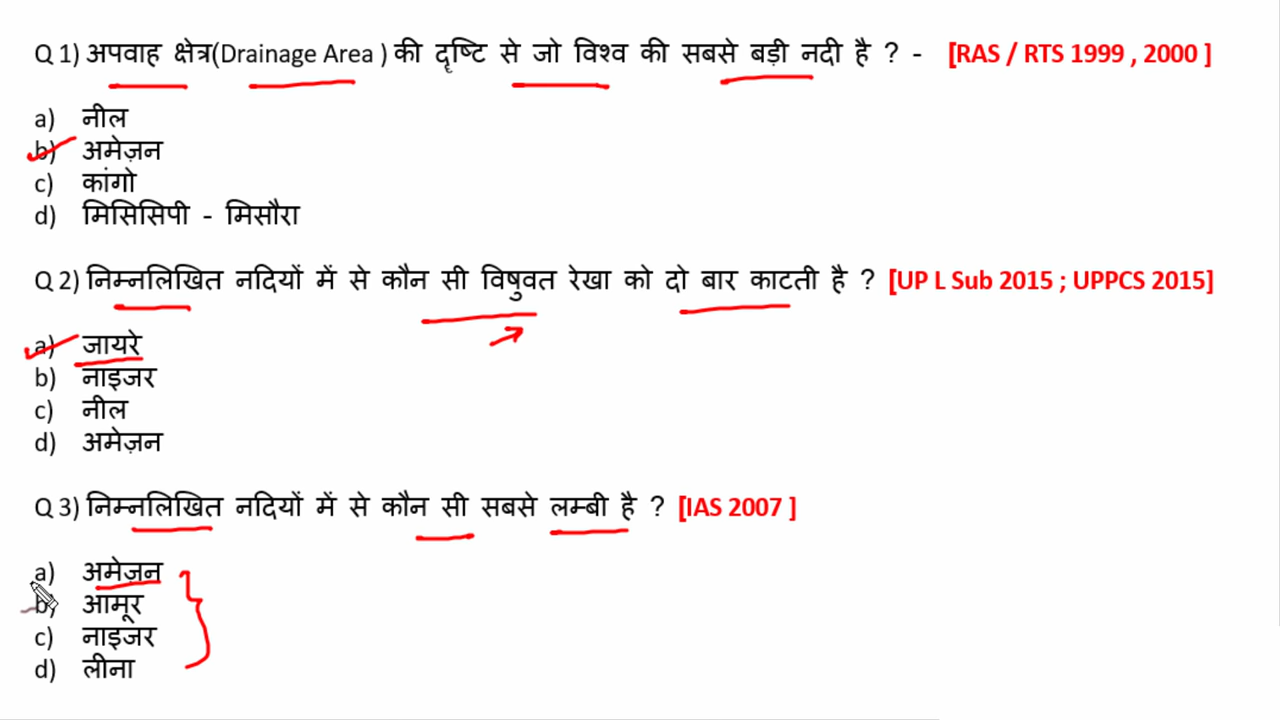 Q 1) अपवाह क्षेत्र(Drainage Area ) की दृष्टि से जो विश्व की सबसे बड़ी नदी है ? - [RAS / RTS 1999 , 2000 ]
a) नील
b) अमेज़न
c) कांगो
d) मिसिसिपी - मिसौरा
Q 2) निम्नलिखित नदियों में से कौन सी विषुवत रेखा को दो बार काटती है ? [UP L Sub 2015 ; UPPCS 2015]
a) जायरे
b) नाइजर
c) नील
d) अमेज़न
Q 3) निम्नलिखित नदियों में से कौन सी सबसे लम्बी है ? [IAS 2007 ]
a) अमेज़न
b) आमूर
c) नाइजर
d) लीना